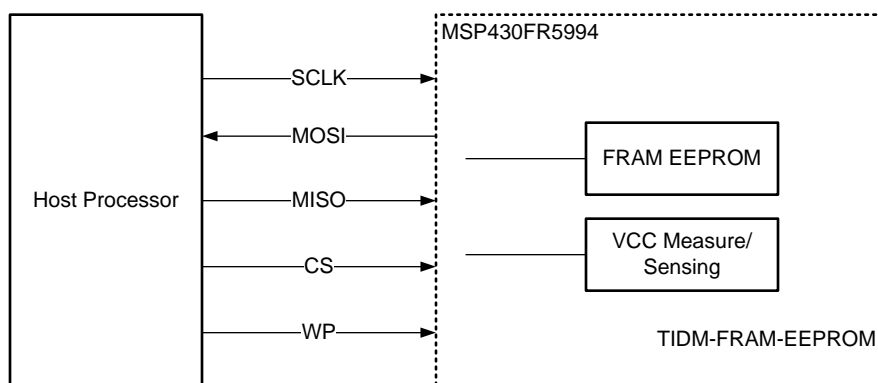 MSP430FR5994
SCLK
MOSI
FRAM EEPROM
Host Processor
MISO
VCC Measure/
Sensing
CS
WP
TIDM-FRAM-EEPROM